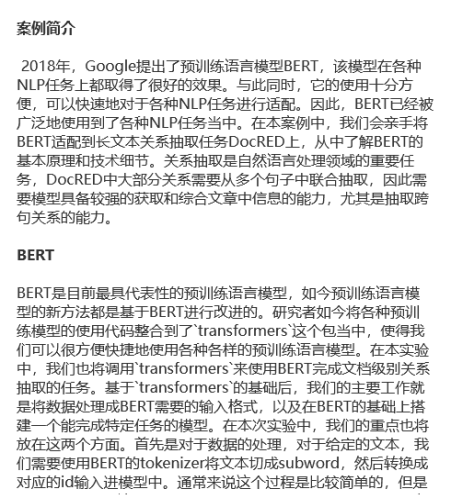 案例简介
2018年，Google提出了预训练语言模型BERT，该模型在各种
NLP任务上都取得了很好的效果。与此同时，它的使用十分方
便，可以快速地对于各种NLP任务进行适配。因此，BERT已经被
广泛地使用到了各种NLP任务当中。在本案例中，我们会亲手将
BERT适配到长文本关系抽取任务DocRED上，从中了解BERT的
基本原理和技术细节。关系抽取是自然语言处理领域的重要任
务，DocRED中大部分关系需要从多个句子中联合抽取，因此需
要模型具备较强的获取和综合文章中信息的能力，尤其是抽取跨
句关系的能力。
BERT
BERT是目前最具代表性的预训练语言模型，如今预训练语言模
型的新方法都是基于BERT进行改进的。研究者如今将各种预训
练模型的使用代码整合到了`transformers`这个包当中，使得我
们可以很方便快捷地使用各种各样的预训练语言模型。在本实验
中，我们也将调用`transformers`来使用BERT完成文档级别关系
抽取的任务。基于`transformers`的基础后，我们的主要工作就
是将数据处理成BERT需要的输入格式，以及在BERT的基础上搭
建一个能完成特定任务的模型。在本次实验中，我们的重点也将
放在这两个方面。首先是对于数据的处理，对于给定的文本，我
们需要使用BERT的tokenizer将文本切成subword，然后转换成
对应的id输入进模型中。通常来说这个过程是比较简单的，但是